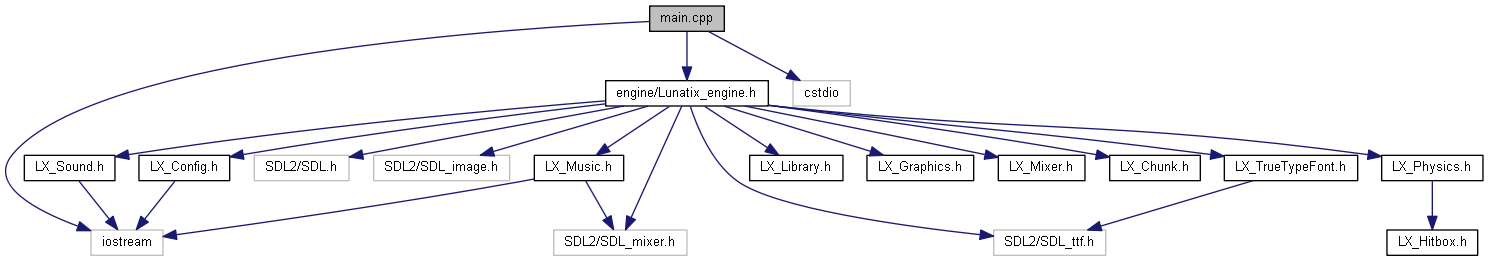 main.cpp
engine/Lunatix_engine.h
cstdio
LX_Sound.h
LX_Config.h
SDL2/SDL.h
SDL2/SDL_image.h
LX_Music.h
LX_Library.h
LX_Graphics.h
LX_Mixer.h
LX_Chunk.h
LX_TrueTypeFont.h
LX_Physics.h
iostream
SDL2/SDL_mixer.h
SDL2/SDL_ttf.h
LX_Hitbox.h